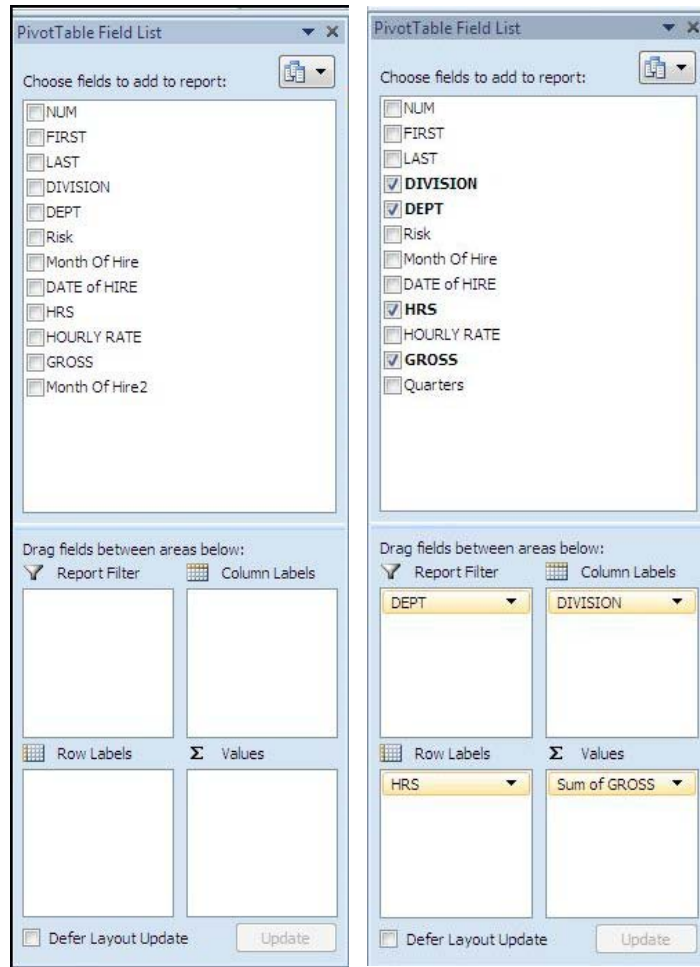 PivotTable Field List
Choose fields to add to report:
NUM
FIRST
LAST
DIVISION
DEPT
Risk
Month Of Hire
DATE of HIRE
HRS
HOURLY RATE
GROSS
Month Of Hire2
Drag fields between areas below:
Report Filter Column Labels
Row Labels Σ Values
Defer Layout Update Update
PivotTable Field List
Choose fields to add to report:
NUM
FIRST
LAST
DIVISION
DEPT
Risk
Month Of Hire
DATE of HIRE
HRS
HOURLY RATE
GROSS
Quarters
Drag fields between areas below:
Report Filter Column Labels
DEPT DIVISION
Row Labels Σ Values
HRS Sum of GROSS
Defer Layout Update Update